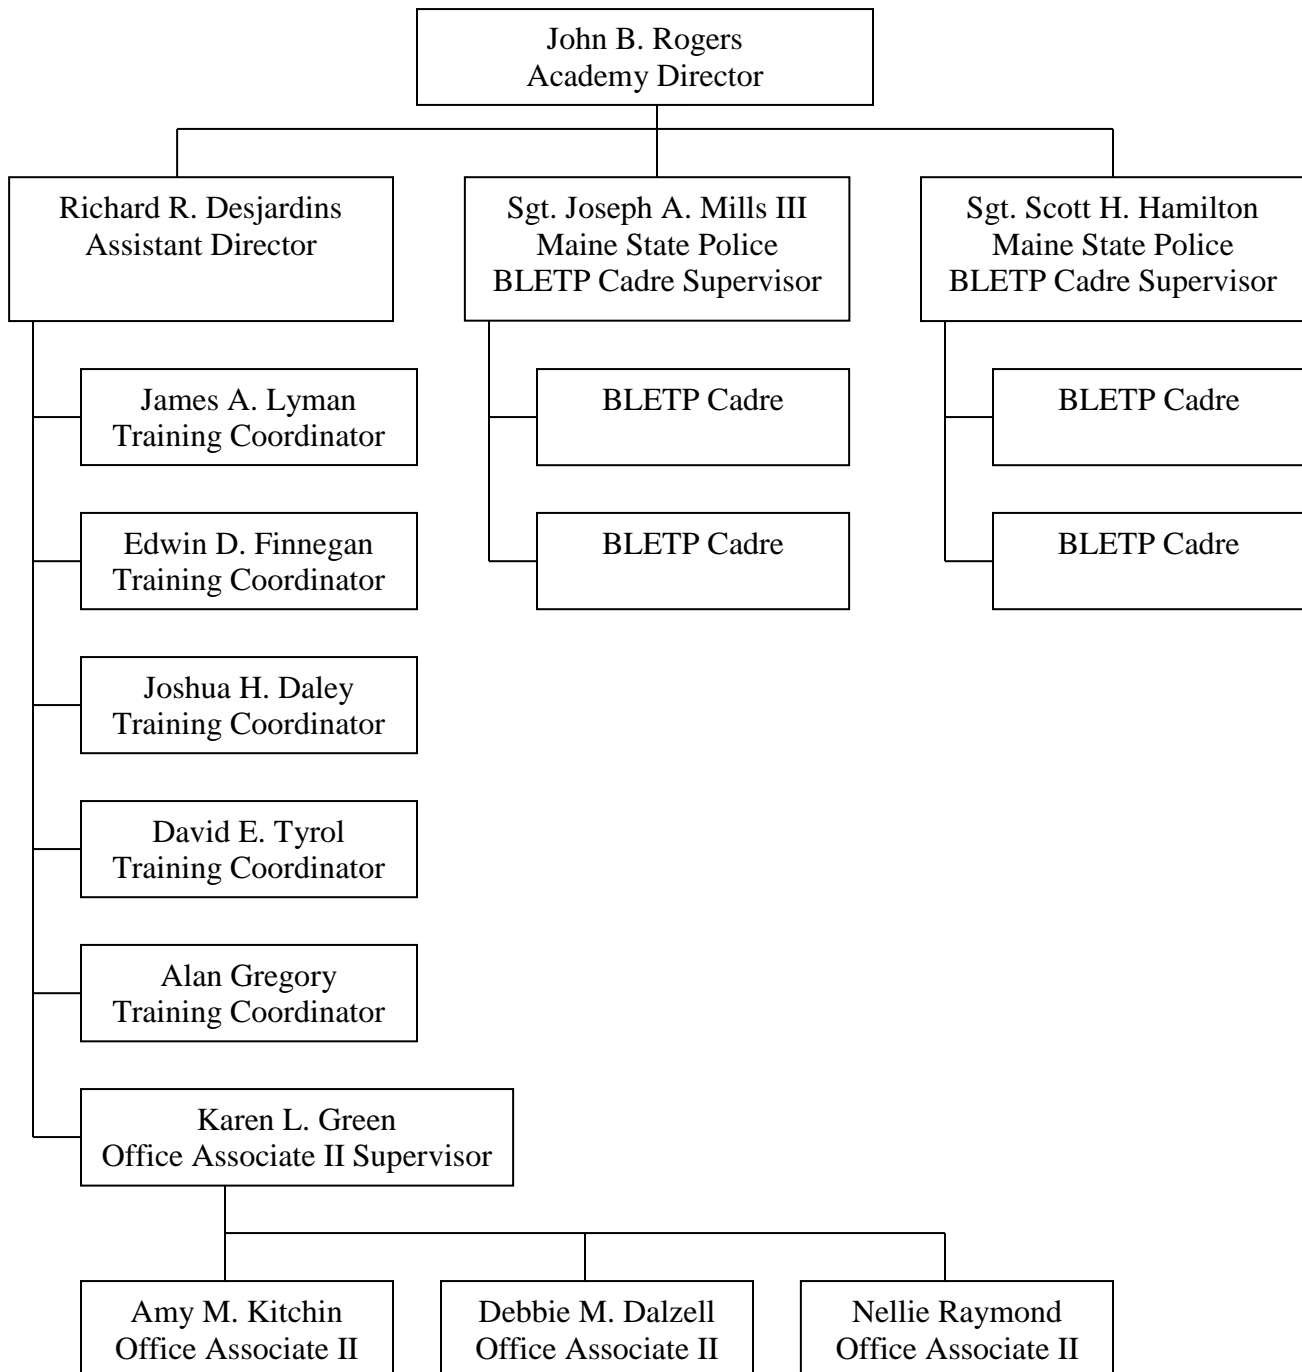 John B. Rogers
Academy Director
Richard R. Desjardins
Assistant Director
Sgt. Joseph A. Mills III
Maine State Police
BLETP Cadre Supervisor
Sgt. Scott H. Hamilton
Maine State Police
BLETP Cadre Supervisor
James A. Lyman
Training Coordinator
BLETP Cadre
BLETP Cadre
Edwin D. Finnegan
Training Coordinator
BLETP Cadre
BLETP Cadre
Joshua H. Daley
Training Coordinator
David E. Tyrol
Training Coordinator
Alan Gregory
Training Coordinator
Karen L. Green
Office Associate II Supervisor
Amy M. Kitchin
Office Associate II
Debbie M. Dalzell
Office Associate II
Nellie Raymond
Office Associate II